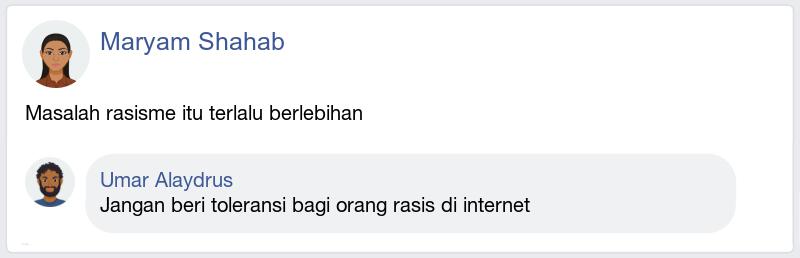 Maryam Shahab
Masalah rasisme itu terlalu berlebihan
Umar Alaydrus
Jangan beri toleransi bagi orang rasis di internet